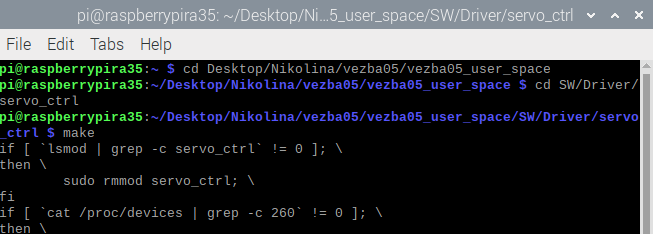 pi@raspberrypira35: ~/Desktop/Ni...5_user_space/SW/Driver/servo_ctrl
File Edit Tabs Help
pi@raspberrypira35:~ $ cd Desktop/Nikolina/vezba05/vezba05_user_space
pi@raspberrypira35:~/Desktop/Nikolina/vezba05/vezba05_user_space $ cd SW/Driver/
servo_ctrl
pi@raspberrypira35:~/Desktop/Nikolina/vezba05/vezba05_user_space/SW/Driver/servo
_ctrl $ make
if [ `lsmod | grep -c servo_ctrl` != 0 ]; \
then \
        sudo rmmod servo_ctrl; \
fi
if [ `cat /proc/devices | grep -c 260` != 0 ]; \
then \